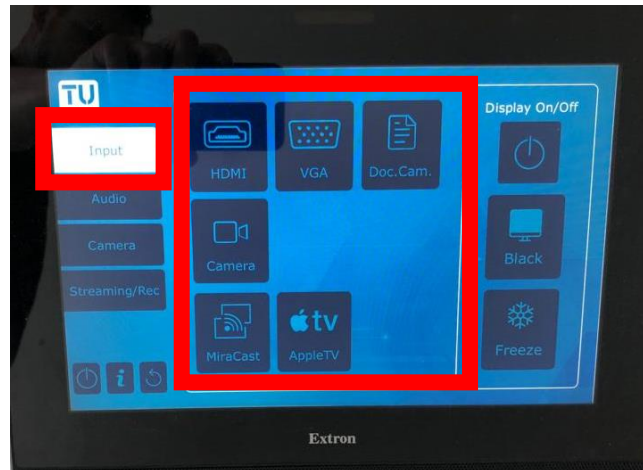 TU
Input
Audio
Camera
Streaming/Rec
i
HDMI
VGA
Doc.Cam.
Camera
MiraCast
tv
AppleTV
Display On/Off
Black
Freeze
Extron